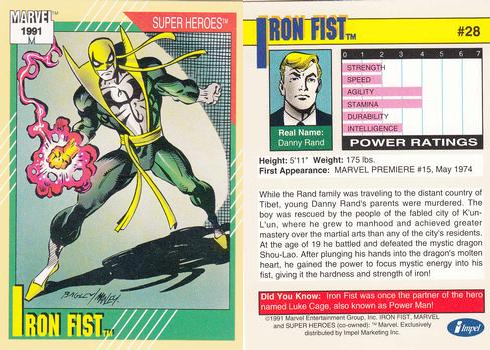 MARVEL
1991
M
SUPER HEROES™
BAGLEY/
IRON FIST™
IRON FIST™
#28
0 1 2 3 4 5 6 7
STRENGTH
SPEED
AGILITY
STAMINA
DURABILITY
INTELLIGENCE
Real Name:
Danny Rand
POWER RATINGS
Height: 5'11" Weight: 175 lbs.
First Appearance: MARVEL PREMIERE #15, May 1974
While the Rand family was traveling to the distant country of
Tibet, young Danny Rand's parents were murdered. The
boy was rescued by the people of the fabled city of K'un-
L'un, where he grew to manhood and achieved greater
mastery over the martial arts than any of the city's residents.
At the age of 19 he battled and defeated the mystic dragon
Shou-Lao. After plunging his hands into the dragon's molten
heart, he gained the power to focus mystic energy into his
fist, giving it the hardness and strength of iron!
Did You Know: Iron Fist was once the partner of the hero
named Luke Cage, also known as Power Man!
©1991 Marvel Entertainment Group, Inc. IRON FIST, MARVEL
and SUPER HEROES (co-owned): ™ Marvel. Exclusively
distributed by Impel Marketing Inc.
Impel